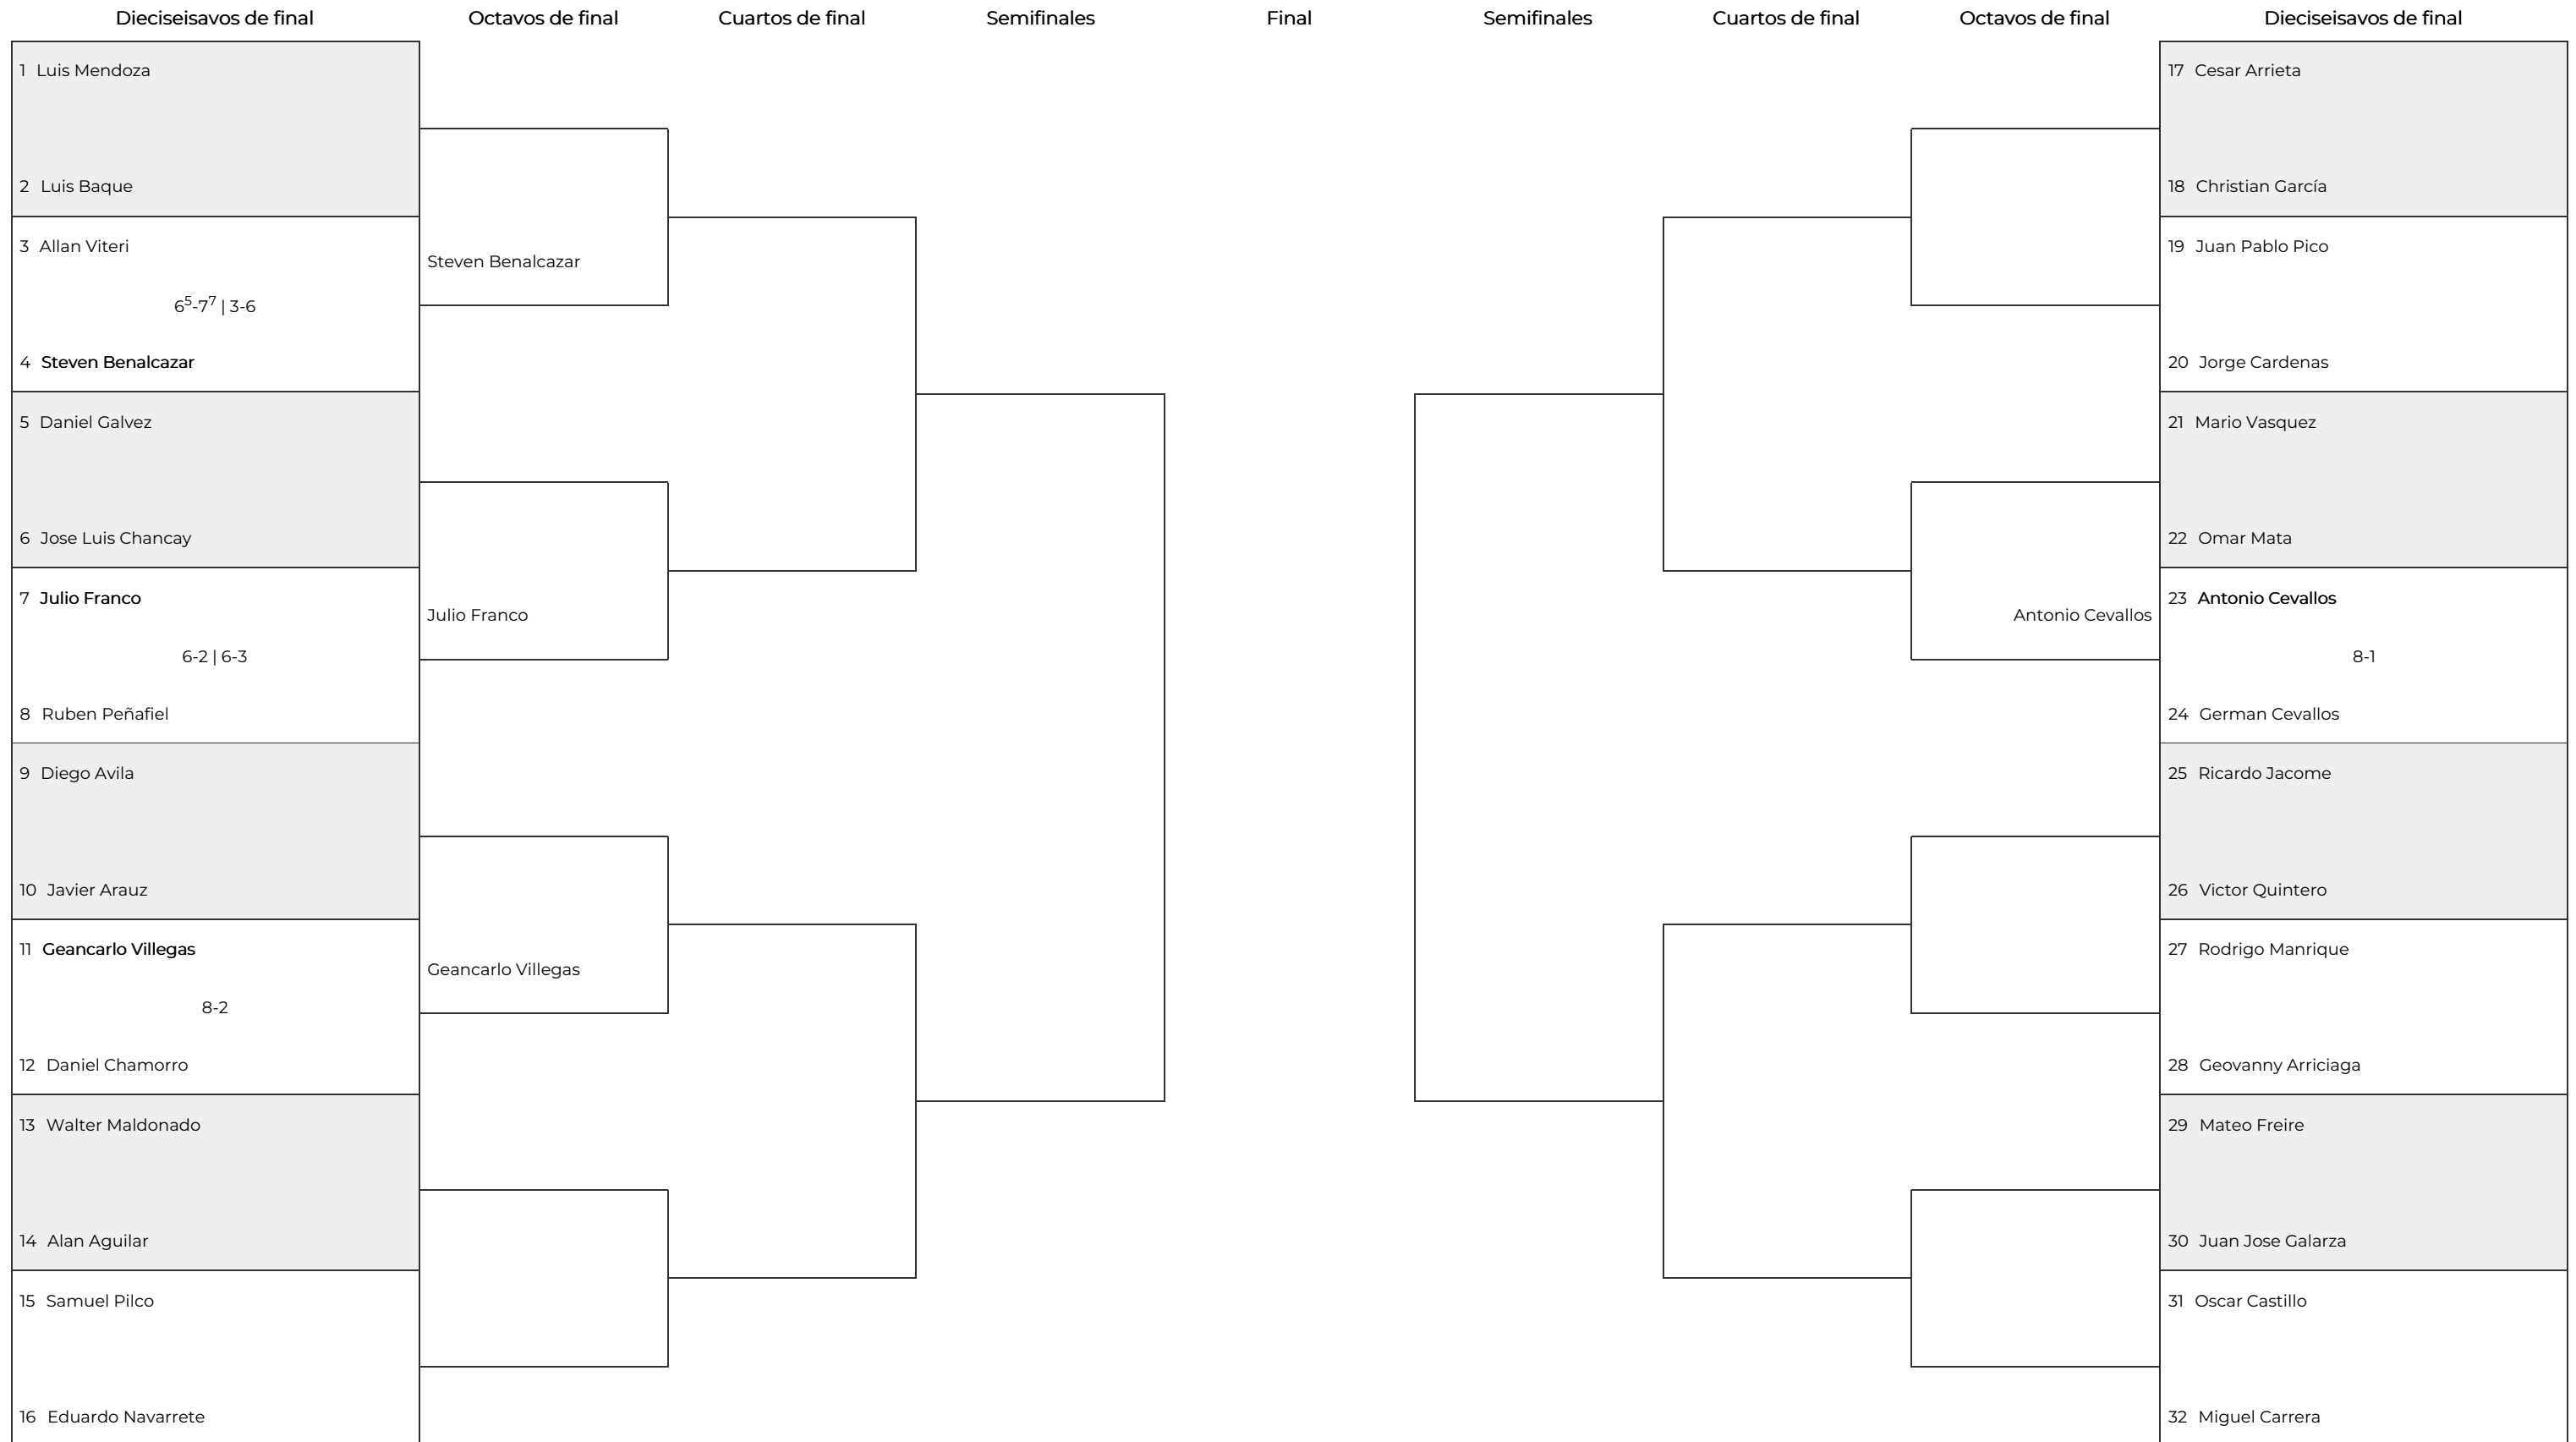 Dieciseisavos de final
Octavos de final
Cuartos de final
Semifinales
Final
Semifinales
Cuartos de final
Octavos de final
Dieciseisavos de final
1 Luis Mendoza
2 Luis Baque
3 Allan Viteri
6⁵-7⁷ | 3-6
4 Steven Benalcazar
5 Daniel Galvez
6 Jose Luis Chancay
7 Julio Franco
6-2 | 6-3
8 Ruben Peñafiel
9 Diego Avila
10 Javier Arauz
11 Geancarlo Villegas
8-2
12 Daniel Chamorro
13 Walter Maldonado
14 Alan Aguilar
15 Samuel Pilco
16 Eduardo Navarrete
Steven Benalcazar
Julio Franco
Geancarlo Villegas
Antonio Cevallos
17 Cesar Arrieta
18 Christian García
19 Juan Pablo Pico
20 Jorge Cardenas
21 Mario Vasquez
22 Omar Mata
23 Antonio Cevallos
8-1
24 German Cevallos
25 Ricardo Jacome
26 Victor Quintero
27 Rodrigo Manrique
28 Geovanny Arriciaga
29 Mateo Freire
30 Juan Jose Galarza
31 Oscar Castillo
32 Miguel Carrera